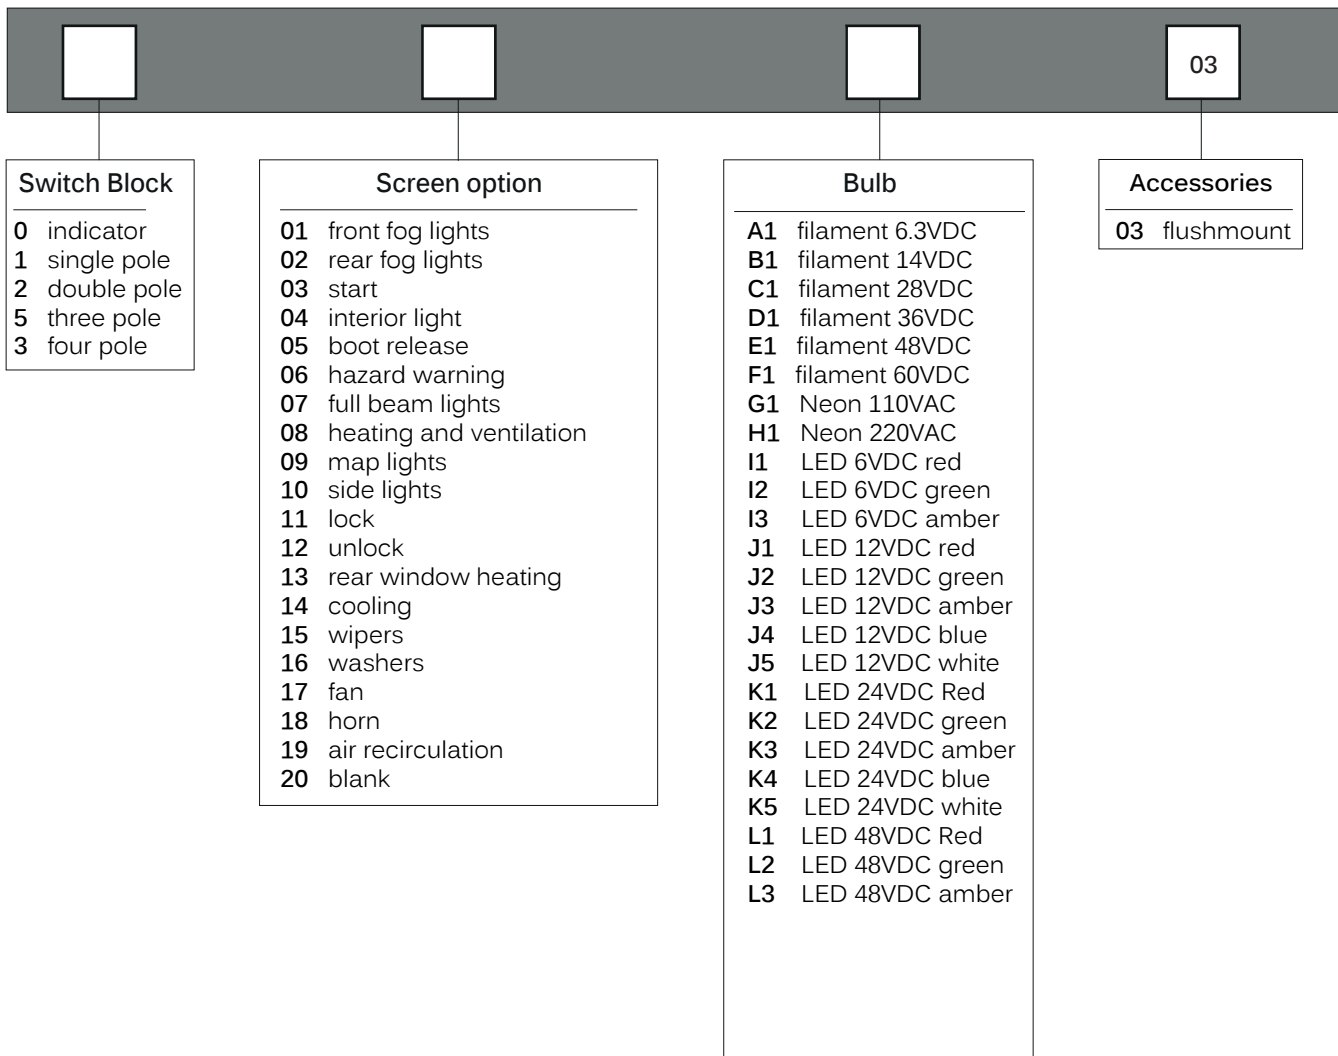 03
Switch Block
0 indicator
1 single pole
2 double pole
5 three pole
3 four pole
Screen option
01 front fog lights
02 rear fog lights
03 start
04 interior light
05 boot release
06 hazard warning
07 full beam lights
08 heating and ventilation
09 map lights
10 side lights
11 lock
12 unlock
13 rear window heating
14 cooling
15 wipers
16 washers
17 fan
18 horn
19 air recirculation
20 blank
Bulb
A1 filament 6.3VDC
B1 filament 14VDC
C1 filament 28VDC
D1 filament 36VDC
E1 filament 48VDC
F1 filament 60VDC
G1 Neon 110VAC
H1 Neon 220VAC
I1 LED 6VDC red
I2 LED 6VDC green
I3 LED 6VDC amber
J1 LED 12VDC red
J2 LED 12VDC green
J3 LED 12VDC amber
J4 LED 12VDC blue
J5 LED 12VDC white
K1 LED 24VDC Red
K2 LED 24VDC green
K3 LED 24VDC amber
K4 LED 24VDC blue
K5 LED 24VDC white
L1 LED 48VDC Red
L2 LED 48VDC green
L3 LED 48VDC amber
Accessories
03 flushmount